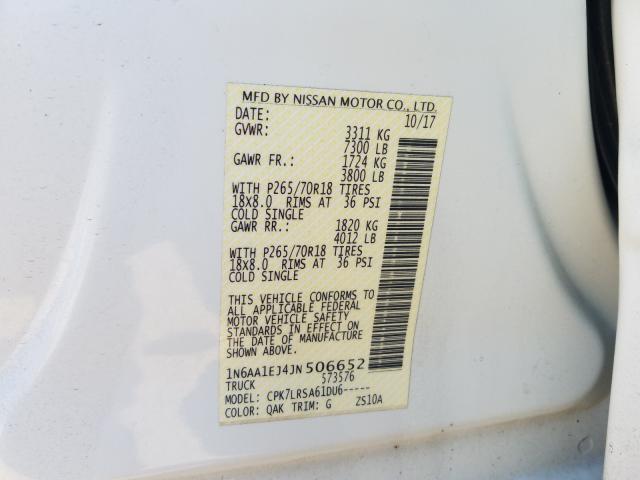 MFD BY NISSAN MOTOR CO., LTD.
DATE: 10/17
GVWR: 3311 KG
7300 LB
GAWR FR.: 1724 KG
3800 LB
WITH P265/70R18 TIRES
18X8.0 RIMS AT 36 PSI
COLD SINGLE
GAWR RR.: 1820 KG
4012 LB
WITH P265/70R18 TIRES
18X8.0 RIMS AT 36 PSI
COLD SINGLE
THIS VEHICLE CONFORMS TO
ALL APPLICABLE FEDERAL
MOTOR VEHICLE SAFETY
STANDARDS IN EFFECT ON
THE DATE OF MANUFACTURE
SHOWN ABOVE.
1N6AA1EJ4JN506652
TRUCK 573576
MODEL: CPK7LRSA61DU6-----
COLOR: QAK TRIM: G ZS10A